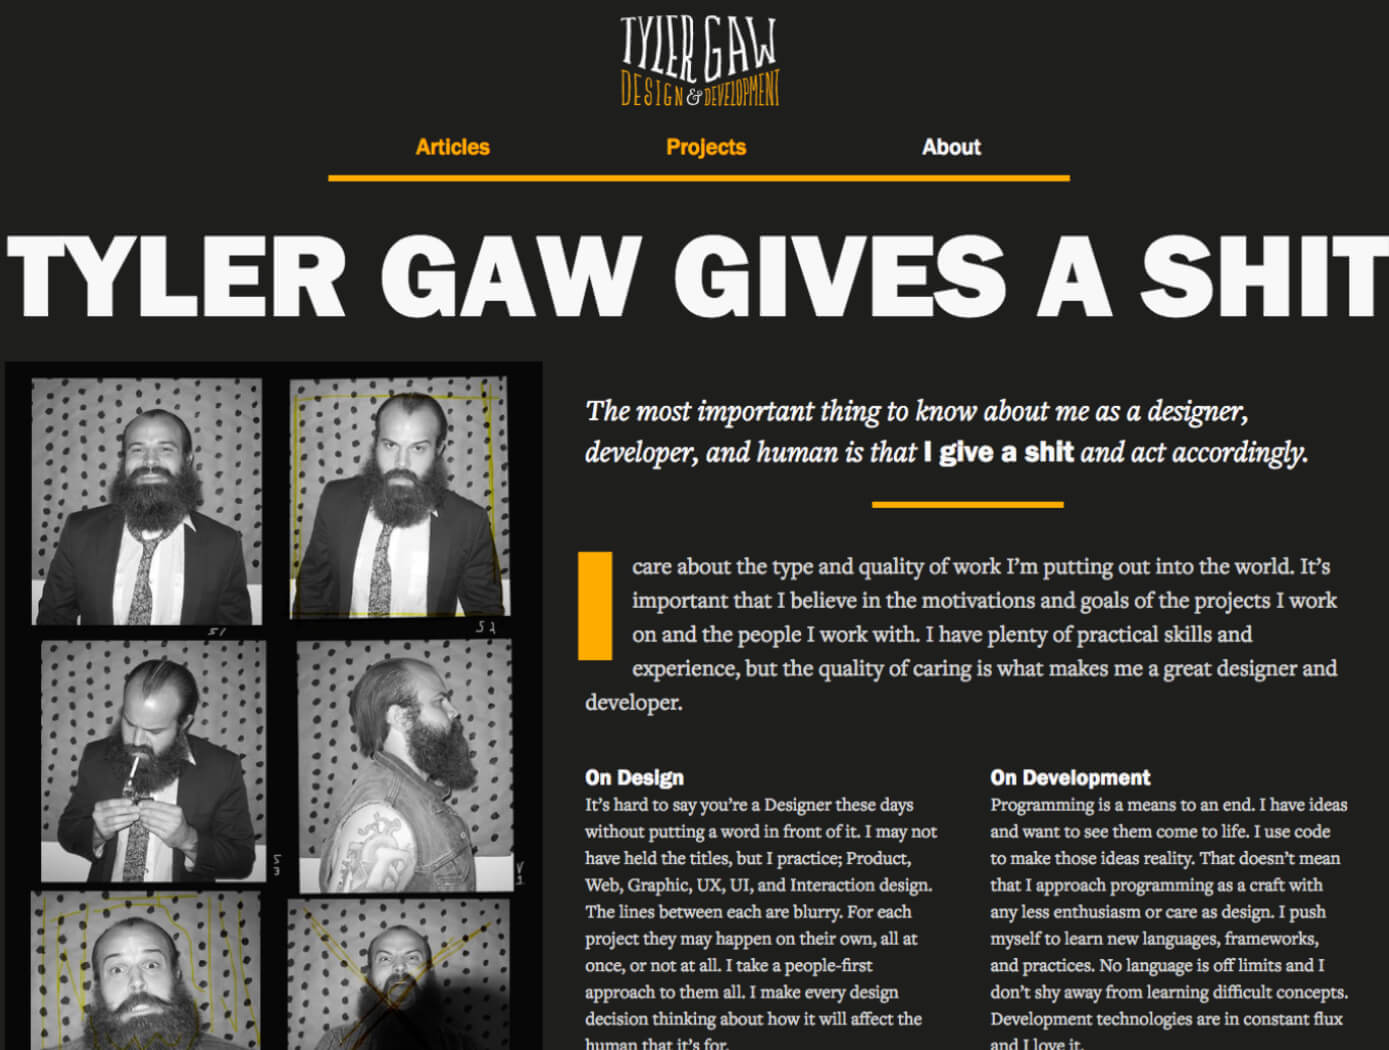 TYLER GAW
DESIGN & DEVELOPMENT
Articles
Projects
About
TYLER GAW GIVES A SHIT
The most important thing to know about me as a designer,
developer, and human is that I give a shit and act accordingly.
I care about the type and quality of work I’m putting out into the world. It’s
important that I believe in the motivations and goals of the projects I work
on and the people I work with. I have plenty of practical skills and
experience, but the quality of caring is what makes me a great designer and
developer.
On Design
It’s hard to say you’re a Designer these days
without putting a word in front of it. I may not
have held the titles, but I practice; Product,
Web, Graphic, UX, UI, and Interaction design.
The lines between each are blurry. For each
project they may happen on their own, all at
once, or not at all. I take a people-first
approach to them all. I make every design
decision thinking about how it will affect the
human that it’s for.
On Development
Programming is a means to an end. I have ideas
and want to see them come to life. I use code
to make those ideas reality. That doesn’t mean
that I approach programming as a craft with
any less enthusiasm or care as design. I push
myself to learn new languages, frameworks,
and practices. No language is off limits and I
don’t shy away from learning difficult concepts.
Development technologies are in constant flux
and I love it.